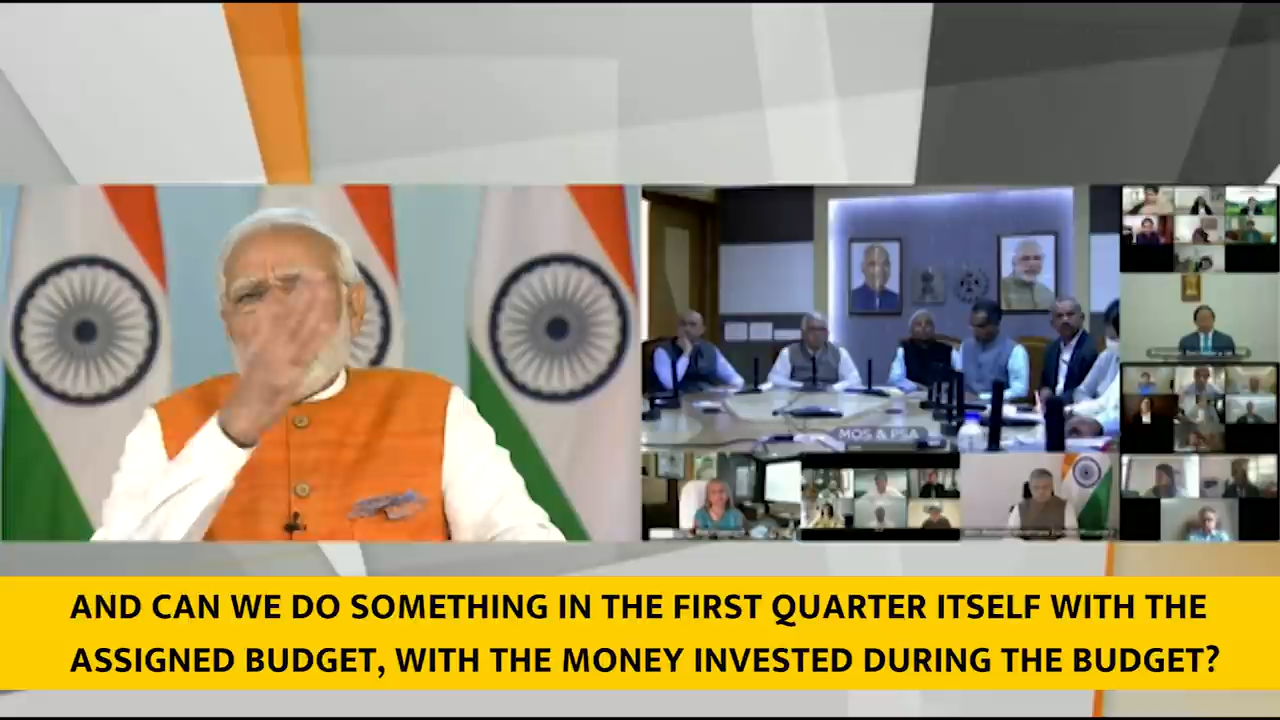 MOS & PSA
AND CAN WE DO SOMETHING IN THE FIRST QUARTER ITSELF WITH THE
ASSIGNED BUDGET, WITH THE MONEY INVESTED DURING THE BUDGET?